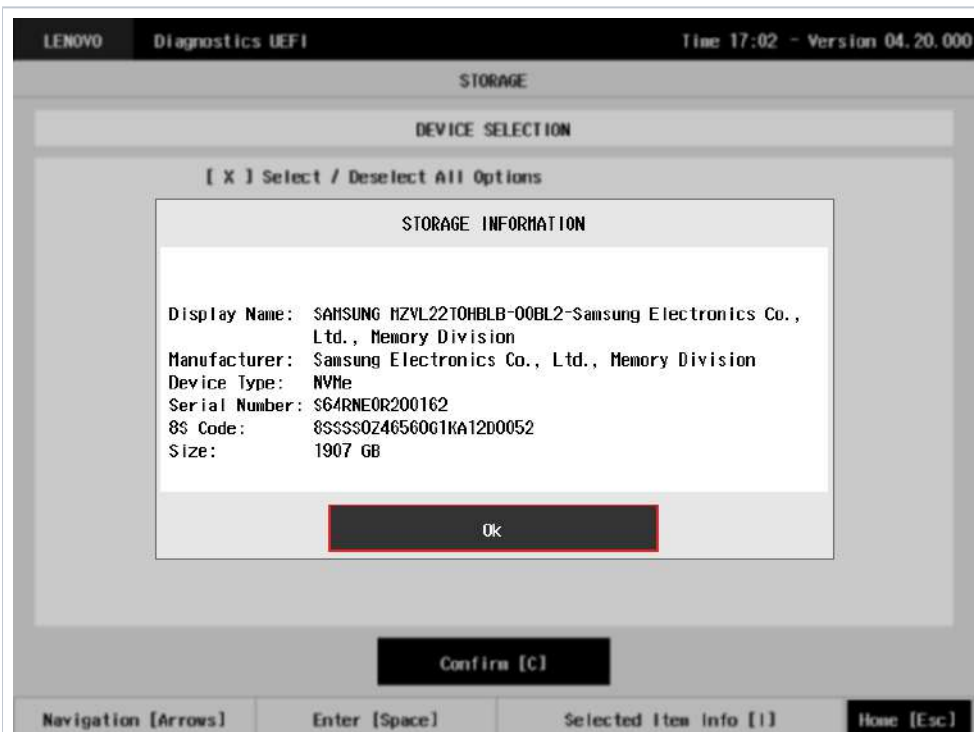 LENOVO Diagnostics UEFI Time 17:02 - Version 04.20.000
STORAGE
DEVICE SELECTION
[ X ] Select / Deselect All Options
STORAGE INFORMATION
Display Name: SAMSUNG MZVL22T0HBLB-00BL2-Samsung Electronics Co.,
Ltd., Memory Division
Manufacturer: Samsung Electronics Co., Ltd., Memory Division
Device Type: NVMe
Serial Number: S64RNE0R200162
8S Code: 8SSSS0Z46560G1KA12D0052
Size: 1907 GB
Ok
Confirm [C]
Navigation [Arrows] Enter [Space] Selected Item Info [I] Home [Esc]